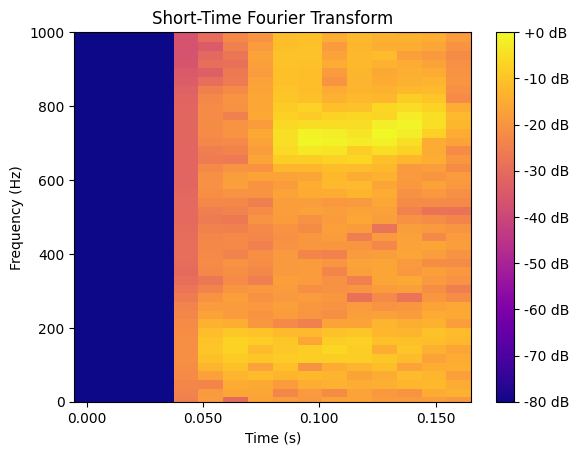 Short-Time Fourier Transform
1000
800
600
400
200
0
Frequency (Hz)
0.000
0.050
0.100
0.150
Time (s)
+0 dB
-10 dB
-20 dB
-30 dB
-40 dB
-50 dB
-60 dB
-70 dB
-80 dB